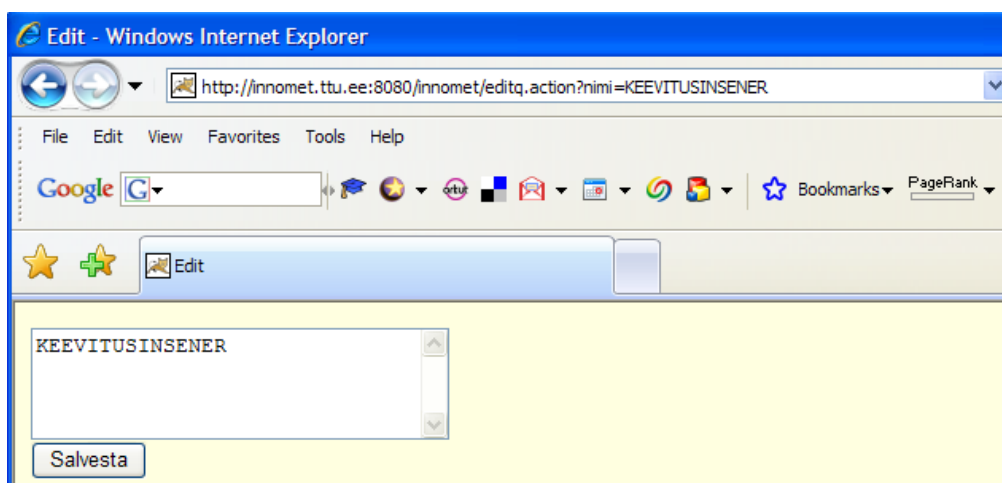 Edit - Windows Internet Explorer
http://innomet.ttu.ee:8080/innomet/editq.action?nimi=KEEVITUSINSENER
File Edit View Favorites Tools Help
Google G ortus Bookmarks PageRank
Edit
KEEVITUSINSENER
Salvesta